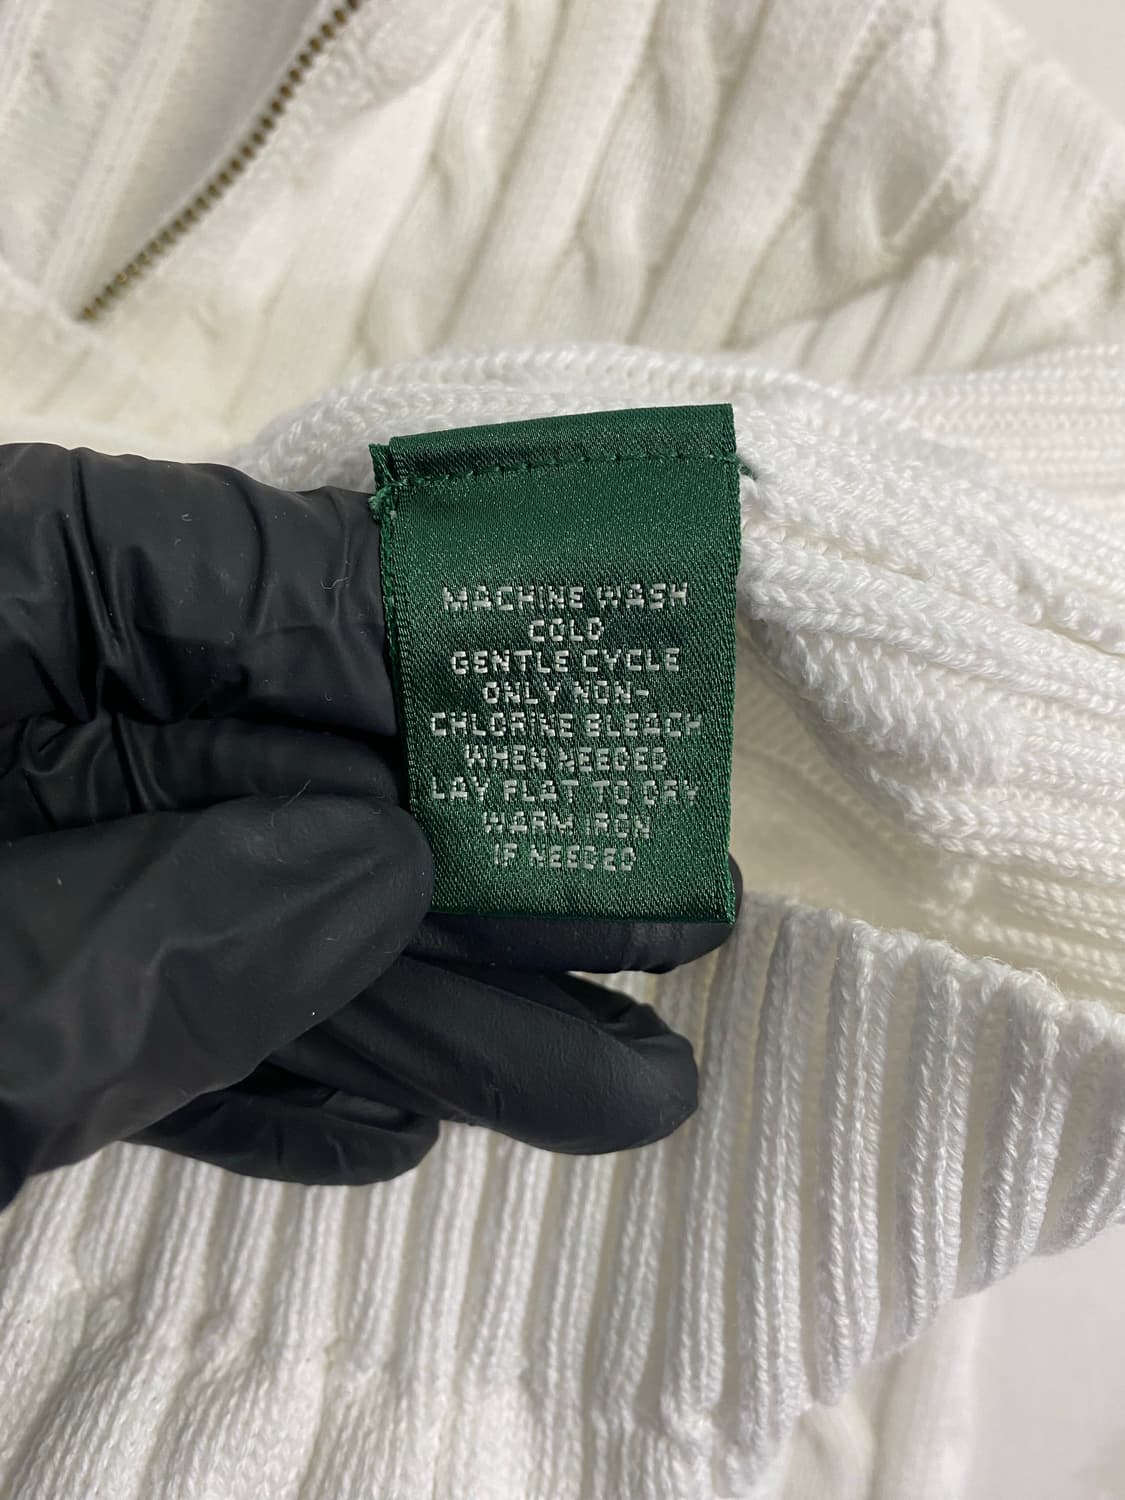 MACHINE WASH
COLD
GENTLE CYCLE
ONLY NON-
CHLORINE BLEACH
WHEN NEEDED
LAY FLAT TO DRY
WARM IRON
IF NEEDED